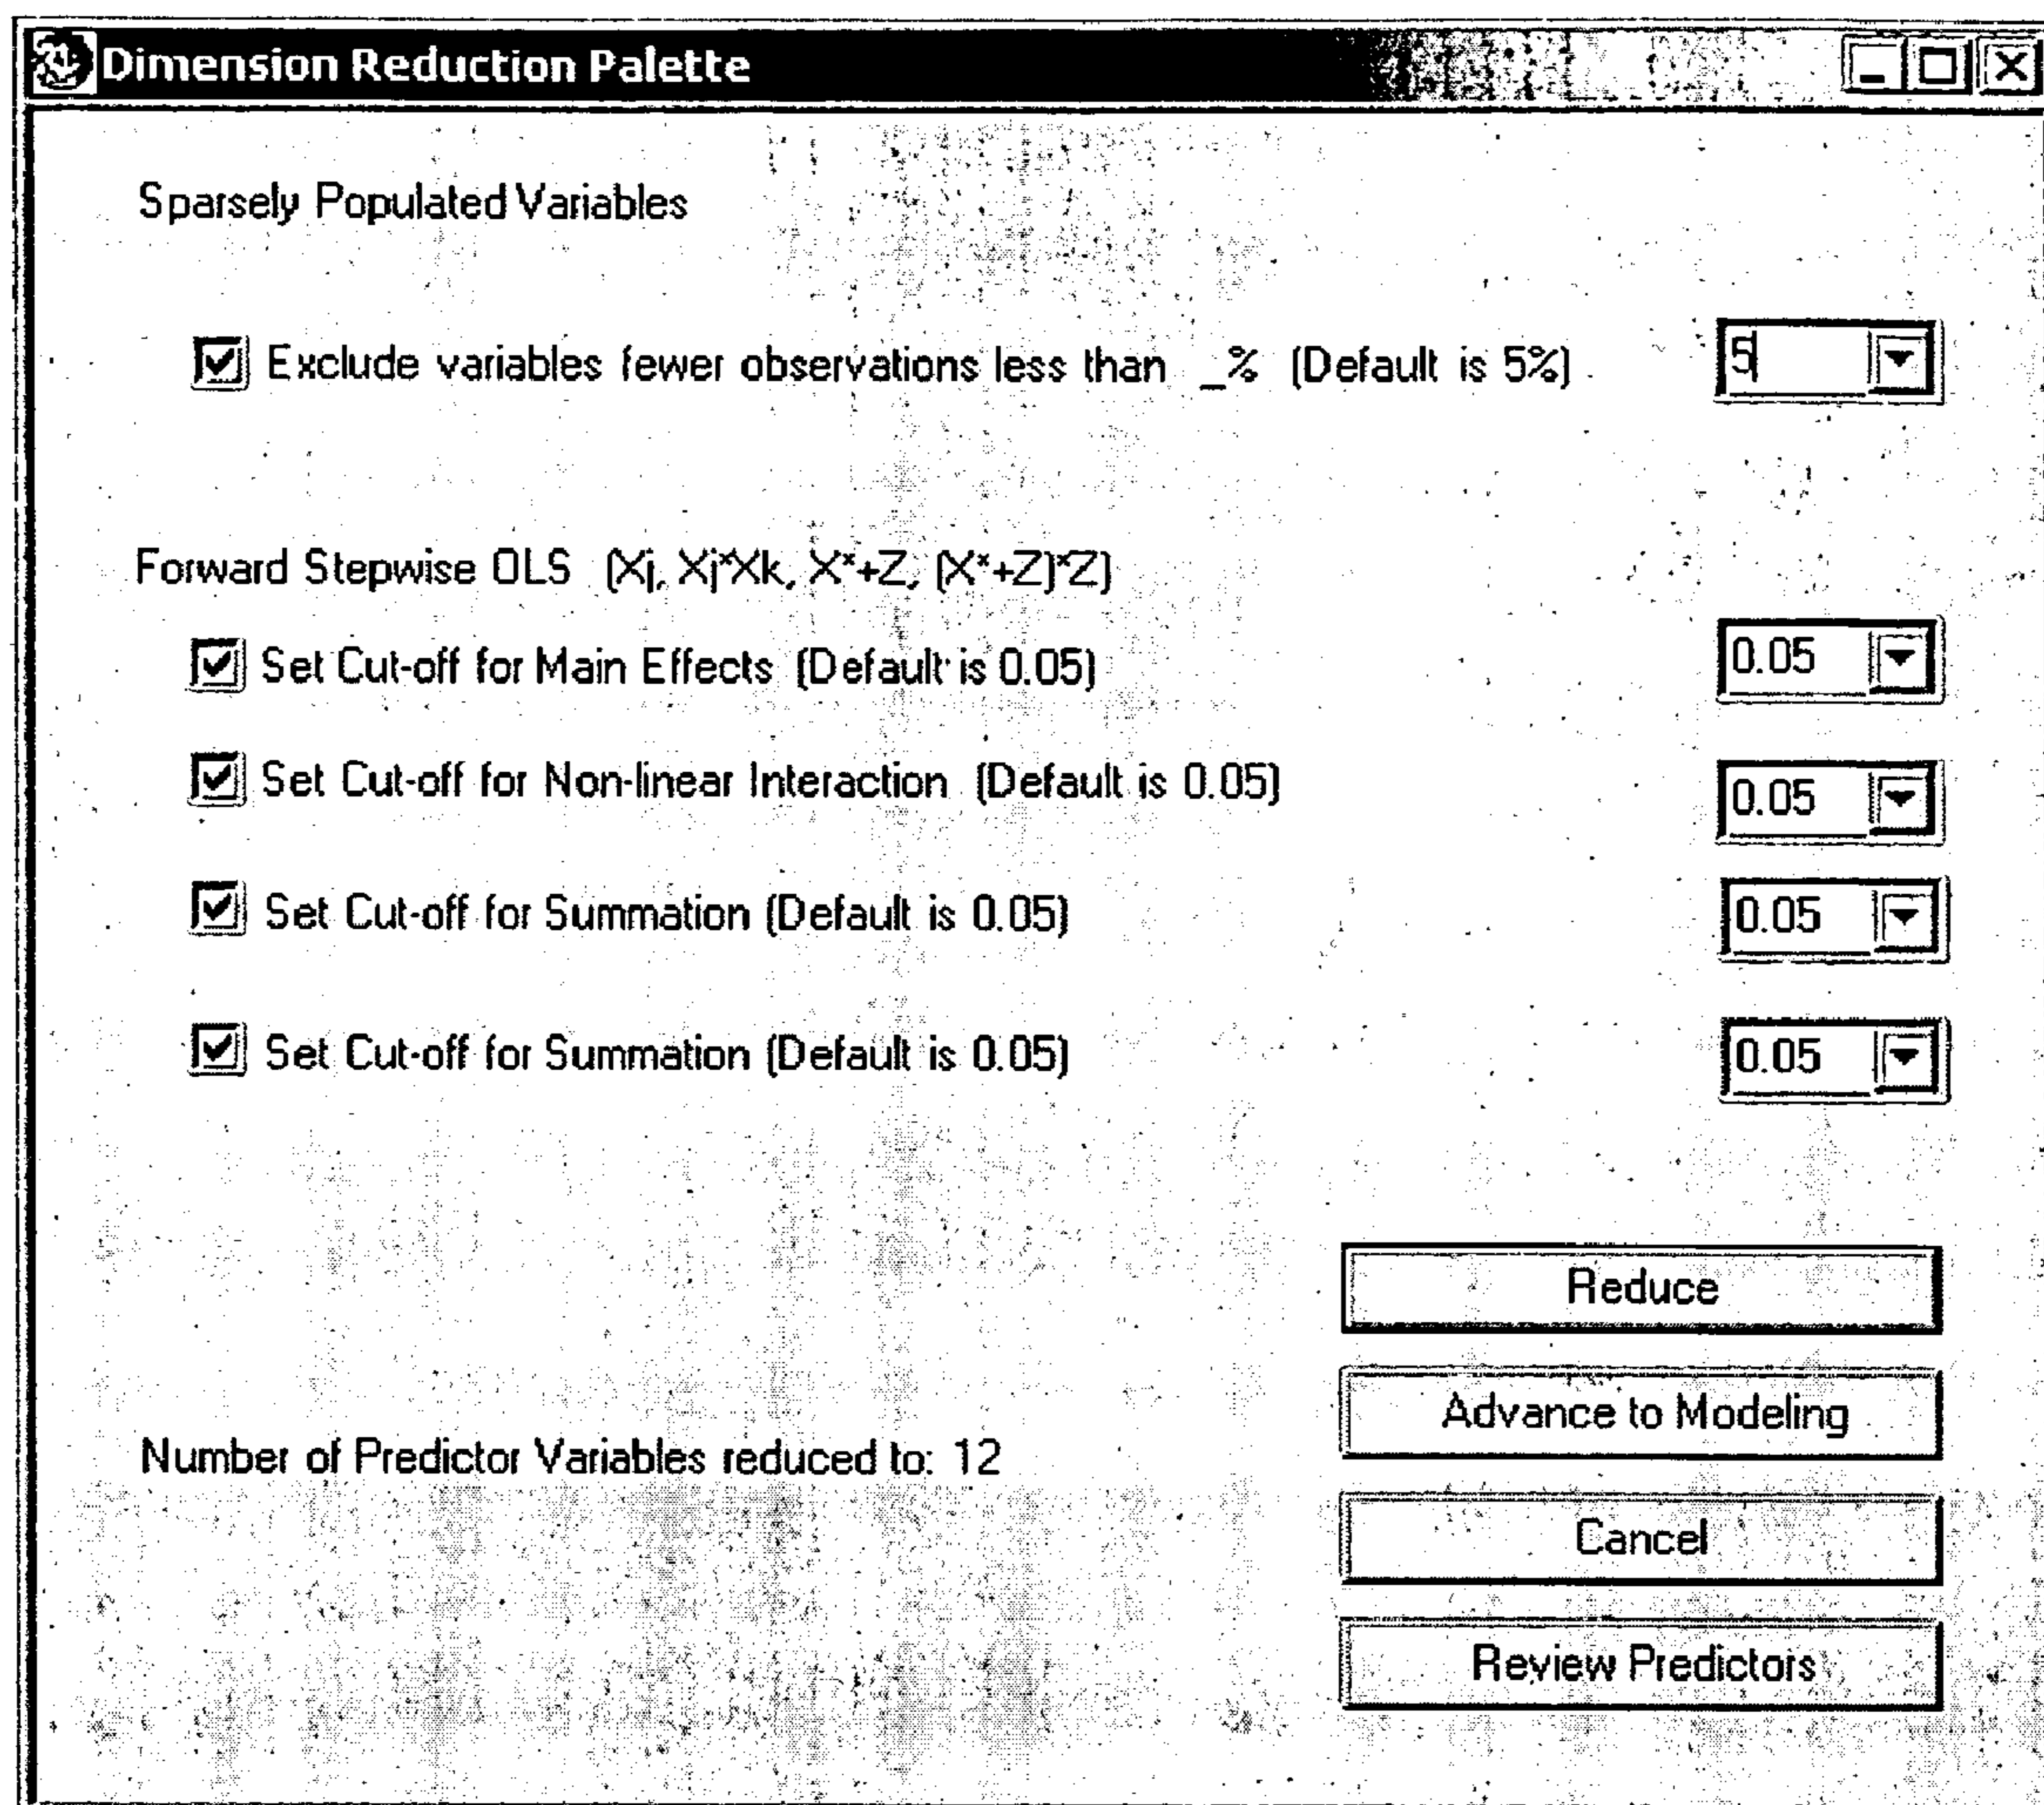 Dimension Reduction Palette
Sparsely Populated Variables
Exclude variables fewer observations less than _% (Default is 5%) 5
Forward Stepwise OLS (Xj, Xj*Xk, X*+Z, (X*+Z)*Z)
Set Cut-off for Main Effects (Default is 0.05) 0.05
Set Cut-off for Non-linear Interaction (Default is 0.05) 0.05
Set Cut-off for Summation (Default is 0.05) 0.05
Set Cut-off for Summation (Default is 0.05) 0.05
Reduce
Advance to Modeling
Number of Predictor Variables reduced to: 12
Cancel
Review Predictors